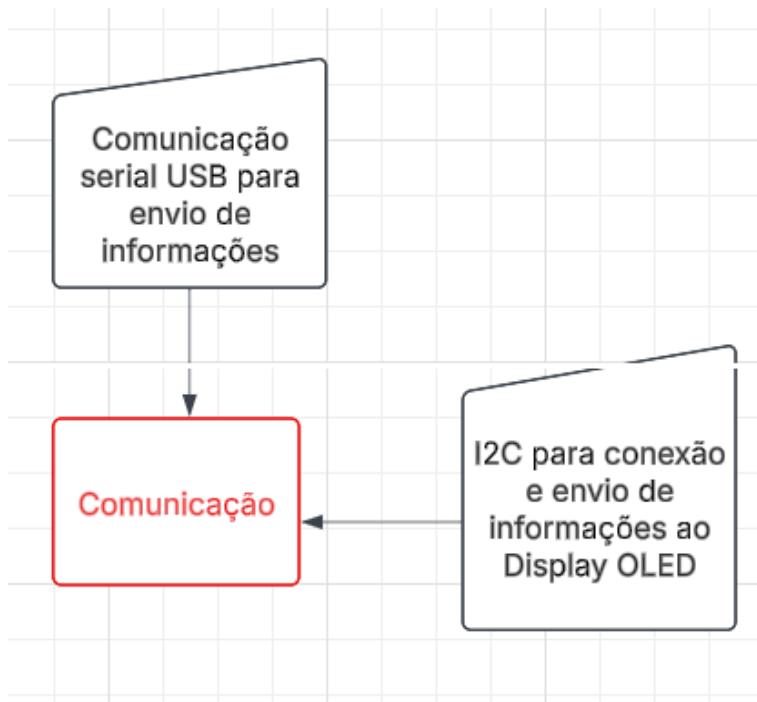 Comunicação
serial USB para
envio de
informações
Comunicação
I2C para conexão
e envio de
informações ao
Display OLED